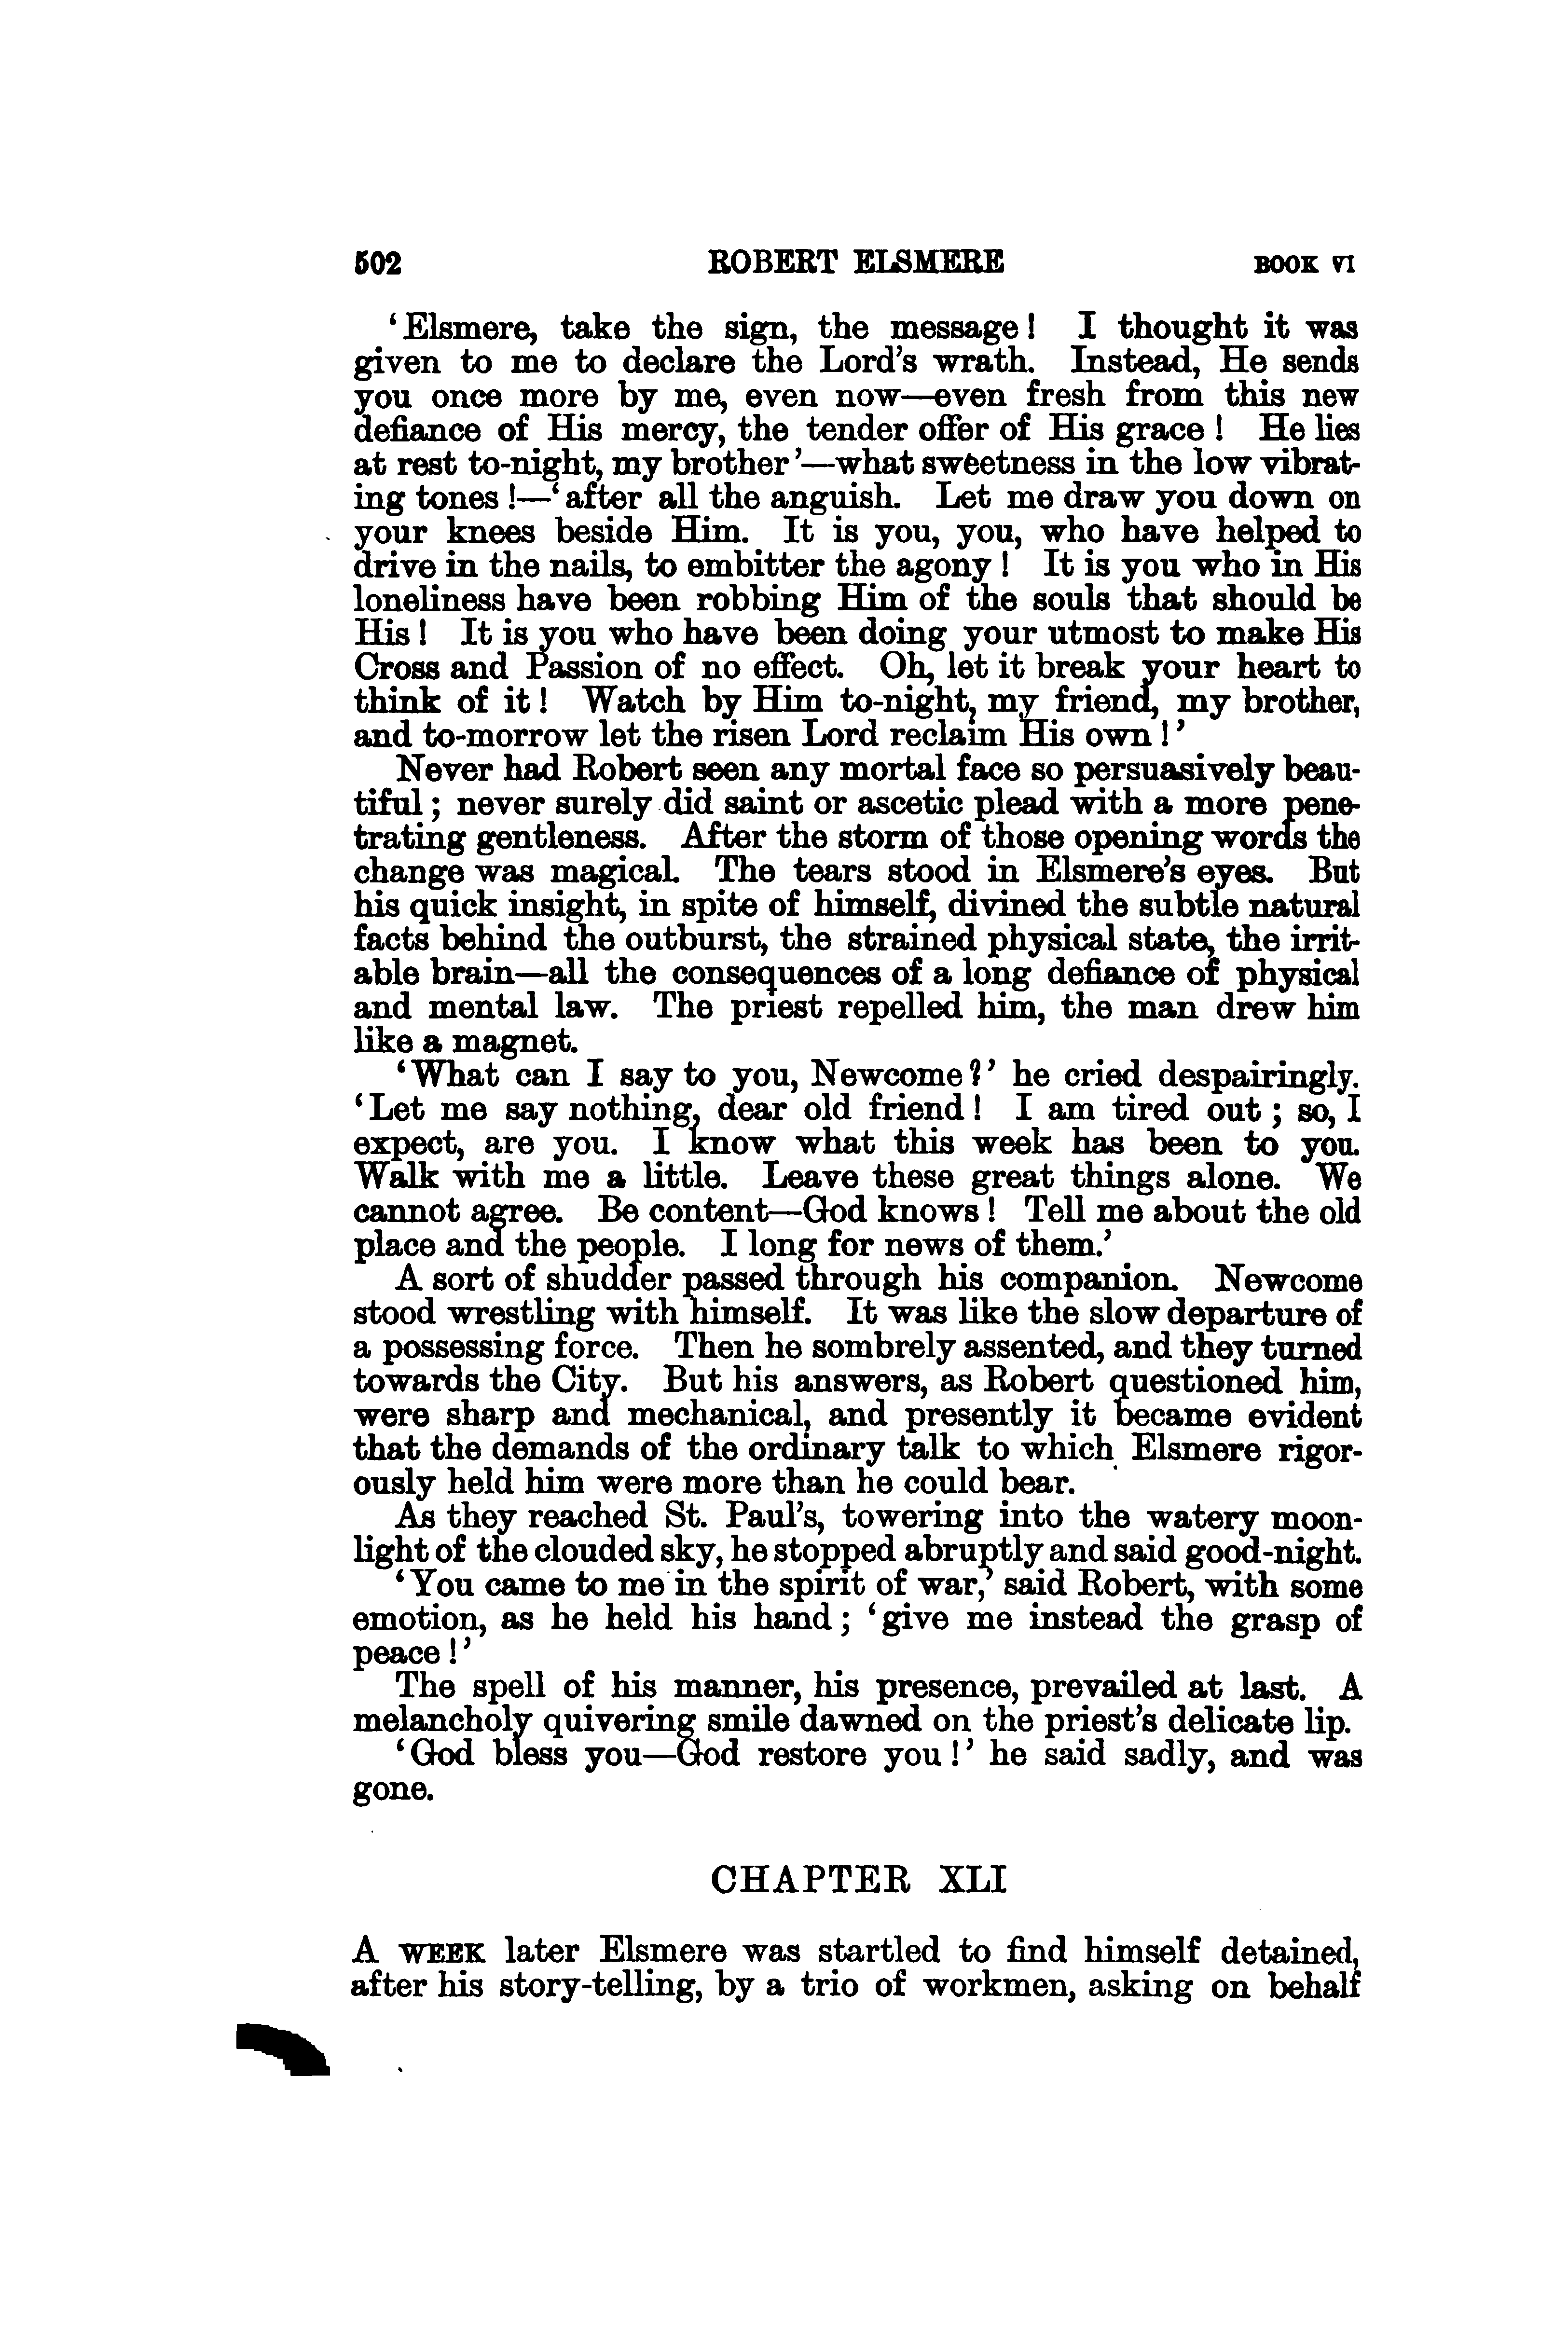 502 ROBERT ELSMERE BOOK VI
‘Elsmere, take the sign, the message! I thought it was
given to me to declare the Lord’s wrath. Instead, He sends
you once more by me, even now—even fresh from this new
defiance of His mercy, the tender offer of His grace! He lies
at rest to-night, my brother’—what sweetness in the low vibrat-
ing tones!—‘after all the anguish. Let me draw you down on
your knees beside Him. It is you, you, who have helped to
drive in the nails, to embitter the agony! It is you who in His
loneliness have been robbing Him of the souls that should be
His! It is you who have been doing your utmost to make His
Cross and Passion of no effect. Oh, let it break your heart to
think of it! Watch by Him to-night, my friend, my brother,
and to-morrow let the risen Lord reclaim His own!’
Never had Robert seen any mortal face so persuasively beau-
tiful; never surely did saint or ascetic plead with a more pene-
trating gentleness. After the storm of those opening words the
change was magical. The tears stood in Elsmere’s eyes. But
his quick insight, in spite of himself, divined the subtle natural
facts behind the outburst, the strained physical state, the irrit-
able brain—all the consequences of a long defiance of physical
and mental law. The priest repelled him, the man drew him
like a magnet.
‘What can I say to you, Newcome?’ he cried despairingly.
‘Let me say nothing, dear old friend! I am tired out; so, I
expect, are you. I know what this week has been to you.
Walk with me a little. Leave these great things alone. We
cannot agree. Be content—God knows! Tell me about the old
place and the people. I long for news of them.’
A sort of shudder passed through his companion. Newcome
stood wrestling with himself. It was like the slow departure of
a possessing force. Then he sombrely assented, and they turned
towards the City. But his answers, as Robert questioned him,
were sharp and mechanical, and presently it became evident
that the demands of the ordinary talk to which Elsmere rigor-
ously held him were more than he could bear.
As they reached St. Paul’s, towering into the watery moon-
light of the clouded sky, he stopped abruptly and said good-night.
‘You came to me in the spirit of war,’ said Robert, with some
emotion, as he held his hand; ‘give me instead the grasp of
peace!’
The spell of his manner, his presence, prevailed at last. A
melancholy quivering smile dawned on the priest’s delicate lip.
‘God bless you—God restore you!’ he said sadly, and was
gone.
CHAPTER XLI
A WEEK later Elsmere was startled to find himself detained,
after his story-telling, by a trio of workmen, asking on behalf